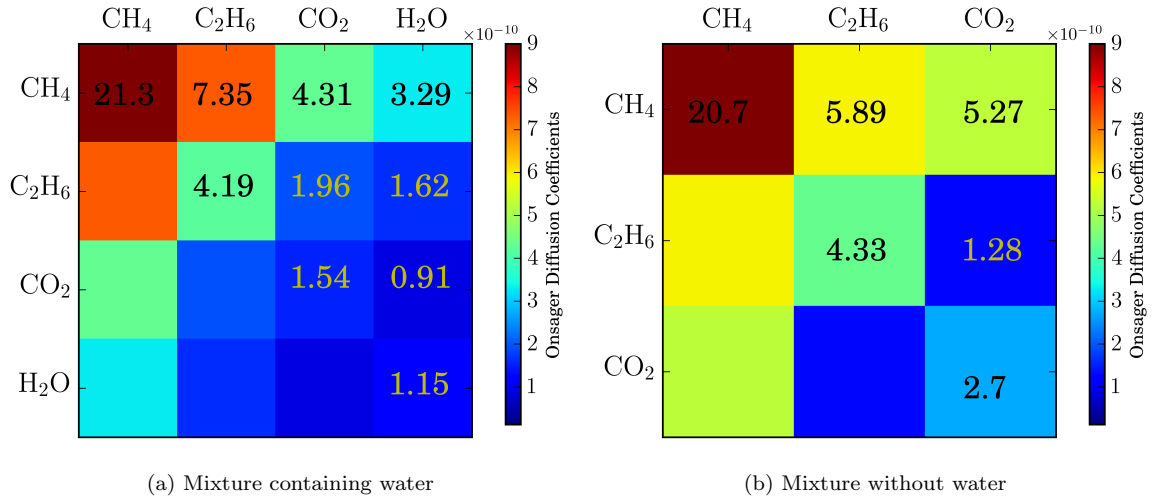 CH₄ C₂H₆ CO₂ H₂O
×10⁻¹⁰
CH₄ 21.3 7.35 4.31 3.29
C₂H₆ 4.19 1.96 1.62
CO₂ 1.54 0.91
H₂O 1.15
9
8
7
6
5
4
3
2
1
Onsager Diffusion Coefficients
(a) Mixture containing water
CH₄ C₂H₆ CO₂
×10⁻¹⁰
CH₄ 20.7 5.89 5.27
C₂H₆ 4.33 1.28
CO₂ 2.7
9
8
7
6
5
4
3
2
1
Onsager Diffusion Coefficients
(b) Mixture without water